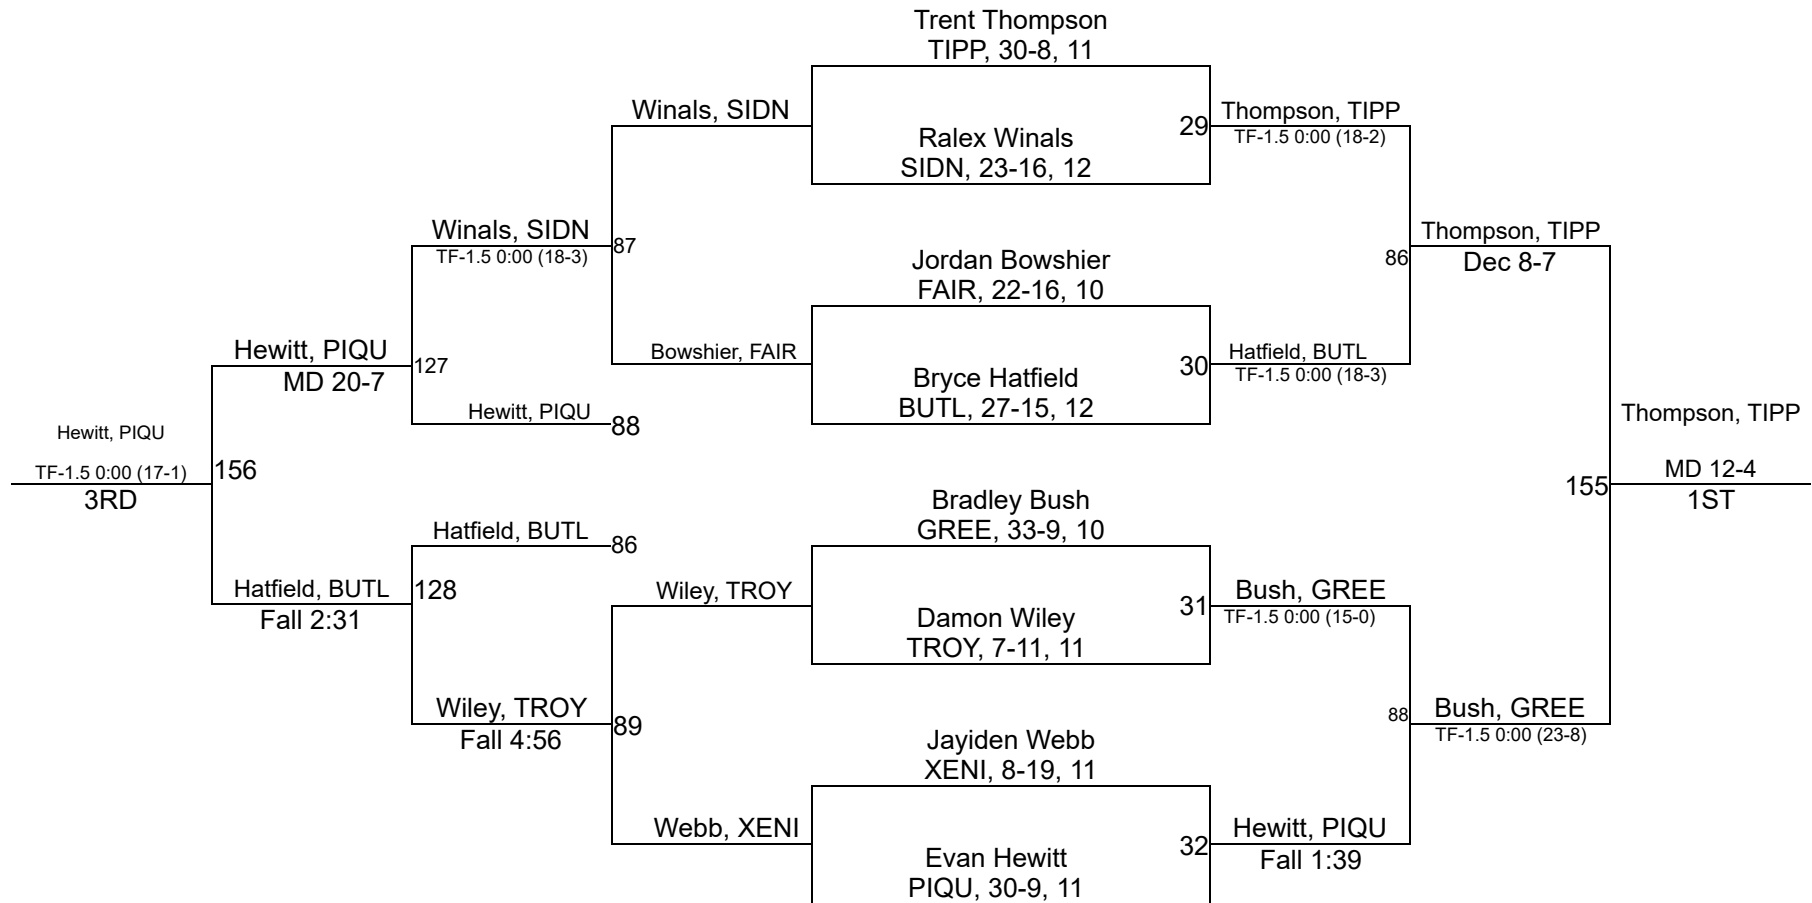 Trent Thompson
TIPP, 30-8, 11
Winals, SIDN
29
Thompson, TIPP
TF-1.5 0:00 (18-2)
Ralex Winals
SIDN, 23-16, 12
Winals, SIDN
TF-1.5 0:00 (18-3)
87
Jordan Bowshier
FAIR, 22-16, 10
86
Thompson, TIPP
Dec 8-7
Hewitt, PIQU
MD 20-7
127
Bowshier, FAIR
30
Hatfield, BUTL
TF-1.5 0:00 (18-3)
Bryce Hatfield
BUTL, 27-15, 12
Hewitt, PIQU
88
Hewitt, PIQU
TF-1.5 0:00 (17-1)
3RD
156
155
Thompson, TIPP
MD 12-4
1ST
Bradley Bush
GREE, 33-9, 10
Hatfield, BUTL
86
Hatfield, BUTL
Fall 2:31
128
Wiley, TROY
31
Bush, GREE
TF-1.5 0:00 (15-0)
Damon Wiley
TROY, 7-11, 11
Wiley, TROY
Fall 4:56
89
88
Bush, GREE
TF-1.5 0:00 (23-8)
Jayiden Webb
XENI, 8-19, 11
Webb, XENI
32
Hewitt, PIQU
Fall 1:39
Evan Hewitt
PIQU, 30-9, 11